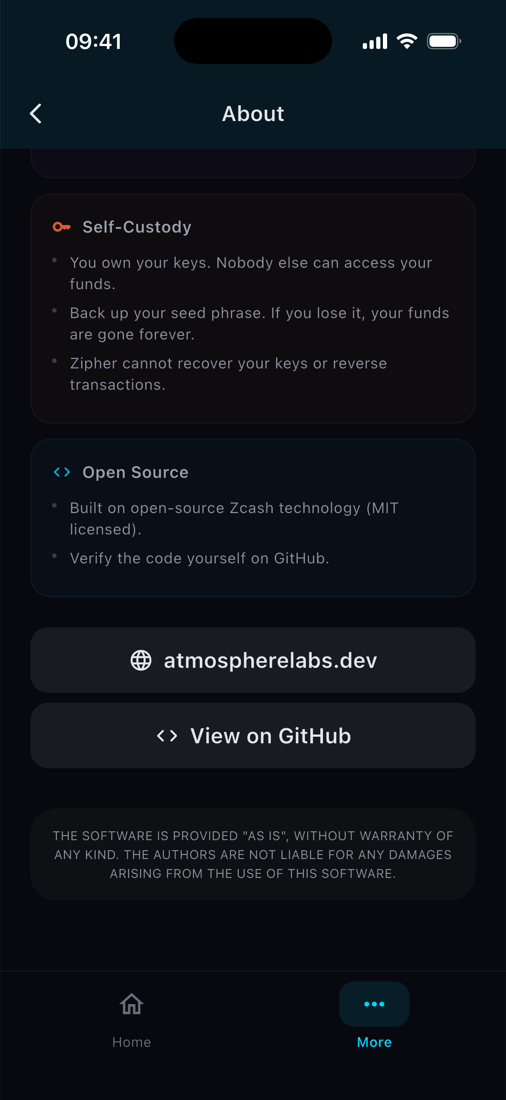 09:41
About
Self-Custody
You own your keys. Nobody else can access your
funds.
Back up your seed phrase. If you lose it, your funds
are gone forever.
Zipher cannot recover your keys or reverse
transactions.
Open Source
Built on open-source Zcash technology (MIT
licensed).
Verify the code yourself on GitHub.
atmospherelabs.dev
View on GitHub
THE SOFTWARE IS PROVIDED "AS IS", WITHOUT WARRANTY OF
ANY KIND. THE AUTHORS ARE NOT LIABLE FOR ANY DAMAGES
ARISING FROM THE USE OF THIS SOFTWARE.
Home
More